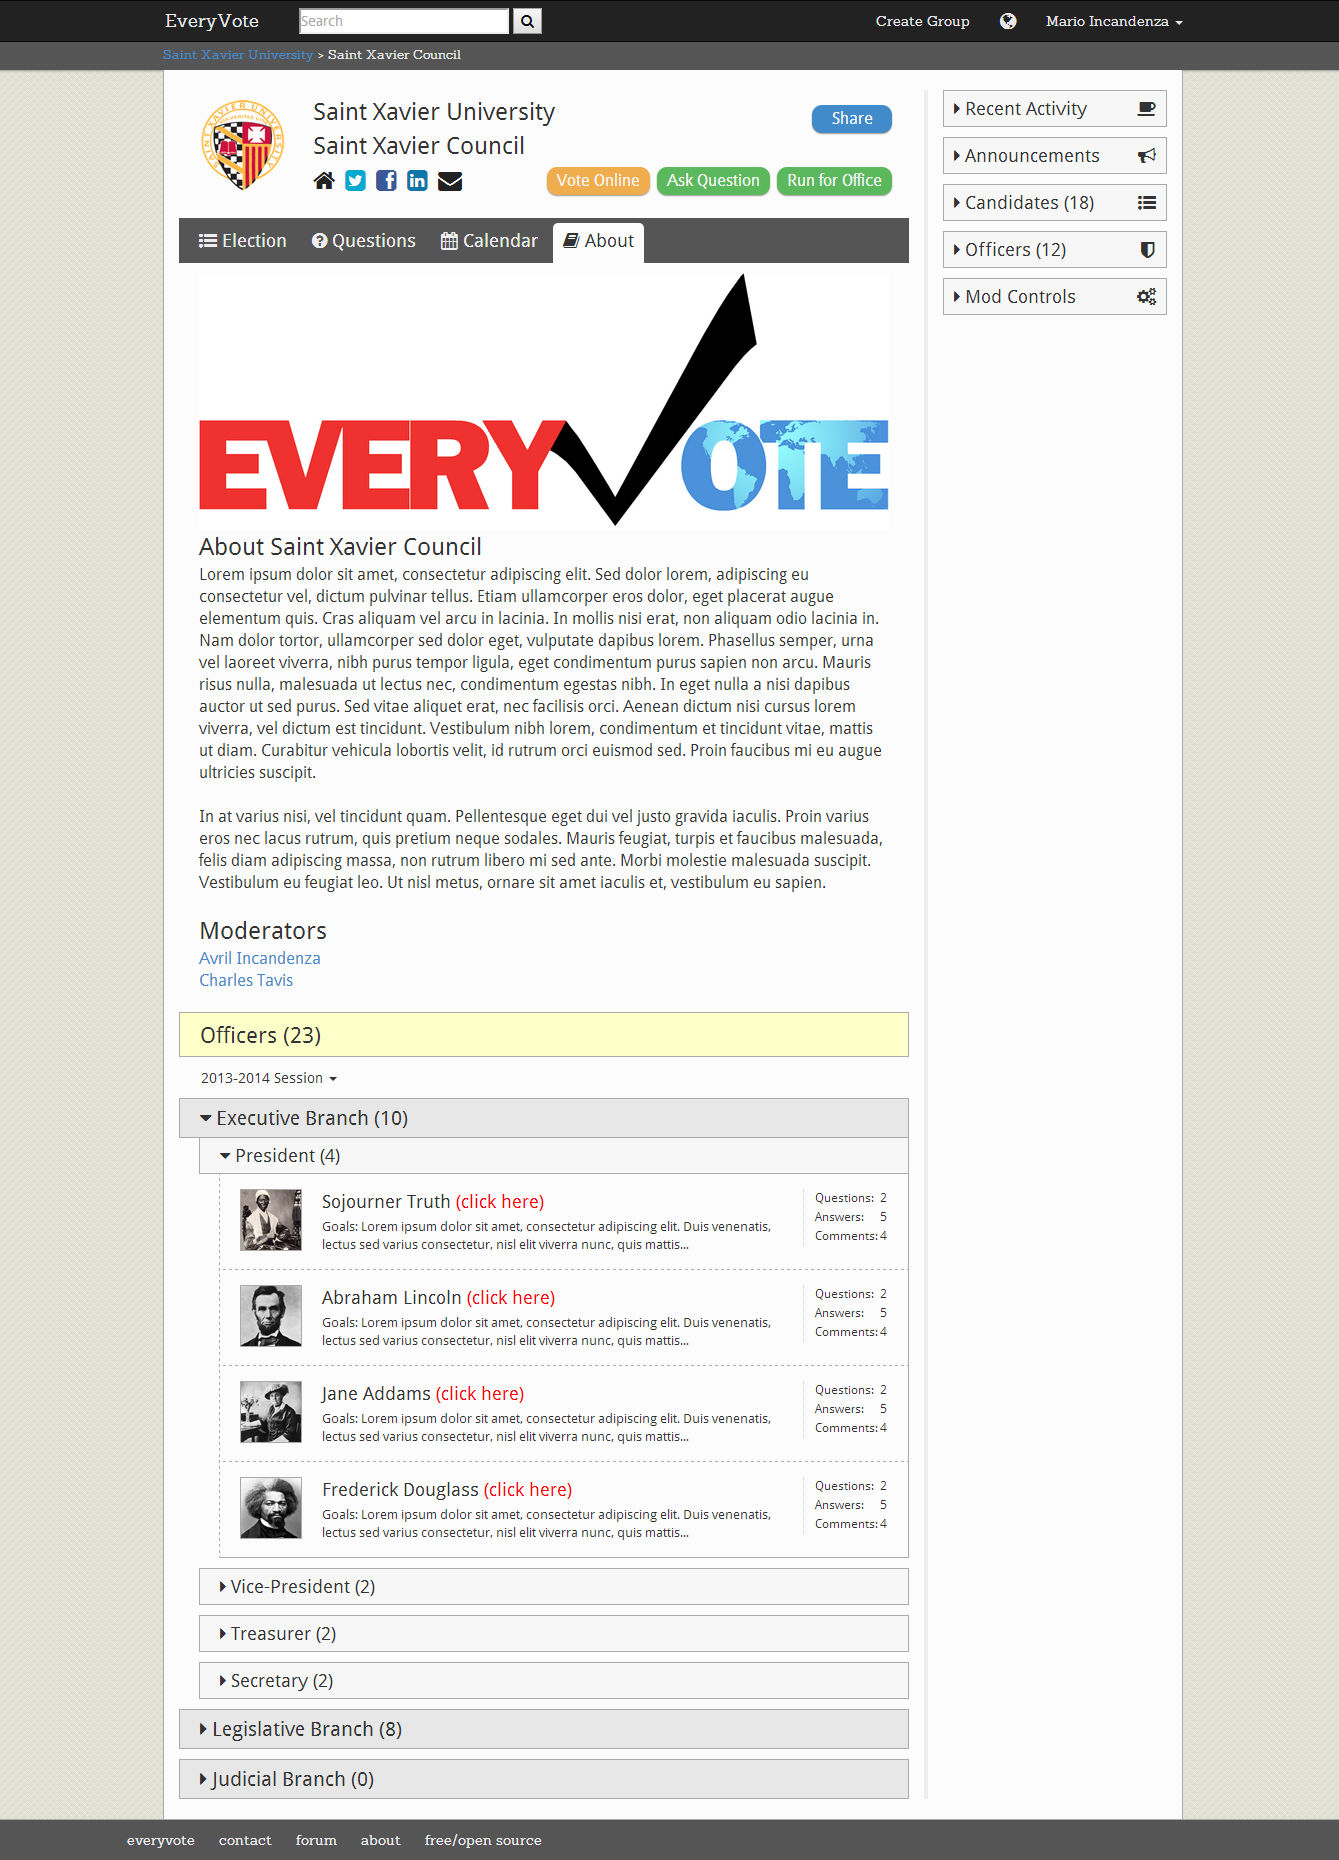 EveryVote
Search
Create Group
Mario Incandenza
Saint Xavier University > Saint Xavier Council
Saint Xavier University
Saint Xavier Council
Share
Vote Online
Ask Question
Run for Office
Election
Questions
Calendar
About
Recent Activity
Announcements
Candidates (18)
Officers (12)
Mod Controls
EVERYVOTE
About Saint Xavier Council
Lorem ipsum dolor sit amet, consectetur adipiscing elit. Sed dolor lorem, adipiscing eu
consectetur vel, dictum pulvinar tellus. Etiam ullamcorper eros dolor, eget placerat augue
elementum quis. Cras aliquam vel arcu in lacinia. In mollis nisi erat, non aliquam odio lacinia in.
Nam dolor tortor, ullamcorper sed dolor eget, vulputate dapibus lorem. Phasellus semper, urna
vel laoreet viverra, nibh purus tempor ligula, eget condimentum purus sapien non arcu. Mauris
risus nulla, malesuada ut lectus nec, condimentum egestas nibh. In eget nulla a nisi dapibus
auctor ut sed purus. Sed vitae aliquet erat, nec facilisis orci. Aenean dictum nisi cursus lorem
viverra, vel dictum est tincidunt. Vestibulum nibh lorem, condimentum et tincidunt vitae, mattis
ut diam. Curabitur vehicula lobortis velit, id rutrum orci euismod sed. Proin faucibus mi eu augue
ultricies suscipit.
In at varius nisi, vel tincidunt quam. Pellentesque eget dui vel justo gravida iaculis. Proin varius
eros nec lacus rutrum, quis pretium neque sodales. Mauris feugiat, turpis et faucibus malesuada,
felis diam adipiscing massa, non rutrum libero mi sed ante. Morbi molestie malesuada suscipit.
Vestibulum eu feugiat leo. Ut nisl metus, ornare sit amet iaculis et, vestibulum eu sapien.
Moderators
Avril Incandenza
Charles Tavis
Officers (23)
2013-2014 Session
Executive Branch (10)
President (4)
Sojourner Truth (click here)
Goals: Lorem ipsum dolor sit amet, consectetur adipiscing elit. Duis venenatis,
lectus sed varius consectetur, nisl elit viverra nunc, quis mattis...
Questions: 2
Answers: 5
Comments: 4
Abraham Lincoln (click here)
Goals: Lorem ipsum dolor sit amet, consectetur adipiscing elit. Duis venenatis,
lectus sed varius consectetur, nisl elit viverra nunc, quis mattis...
Questions: 2
Answers: 5
Comments: 4
Jane Addams (click here)
Goals: Lorem ipsum dolor sit amet, consectetur adipiscing elit. Duis venenatis,
lectus sed varius consectetur, nisl elit viverra nunc, quis mattis...
Questions: 2
Answers: 5
Comments: 4
Frederick Douglass (click here)
Goals: Lorem ipsum dolor sit amet, consectetur adipiscing elit. Duis venenatis,
lectus sed varius consectetur, nisl elit viverra nunc, quis mattis...
Questions: 2
Answers: 5
Comments: 4
Vice-President (2)
Treasurer (2)
Secretary (2)
Legislative Branch (8)
Judicial Branch (0)
everyvote
contact
forum
about
free/open source